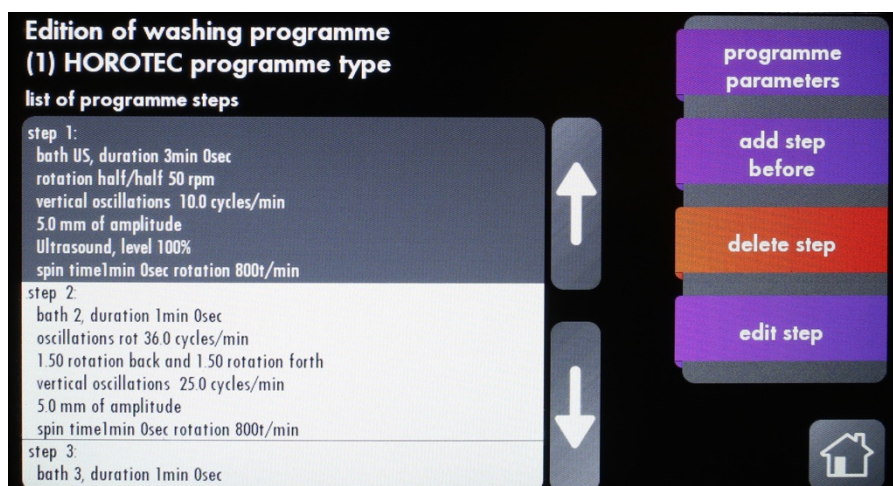 Edition of washing programme
(1) HOROTEC programme type
list of programme steps
step 1:
bath US, duration 3min 0sec
rotation half/half 50 rpm
vertical oscillations 10.0 cycles/min
5.0 mm of amplitude
Ultrasound, level 100%
spin time1min 0sec rotation 800t/min
step 2:
bath 2, duration 1min 0sec
oscillations rot 36.0 cycles/min
1.50 rotation back and 1.50 rotation forth
vertical oscillations 25.0 cycles/min
5.0 mm of amplitude
spin time1min 0sec rotation 800t/min
step 3:
bath 3, duration 1min 0sec
programme
parameters
add step
before
delete step
edit step